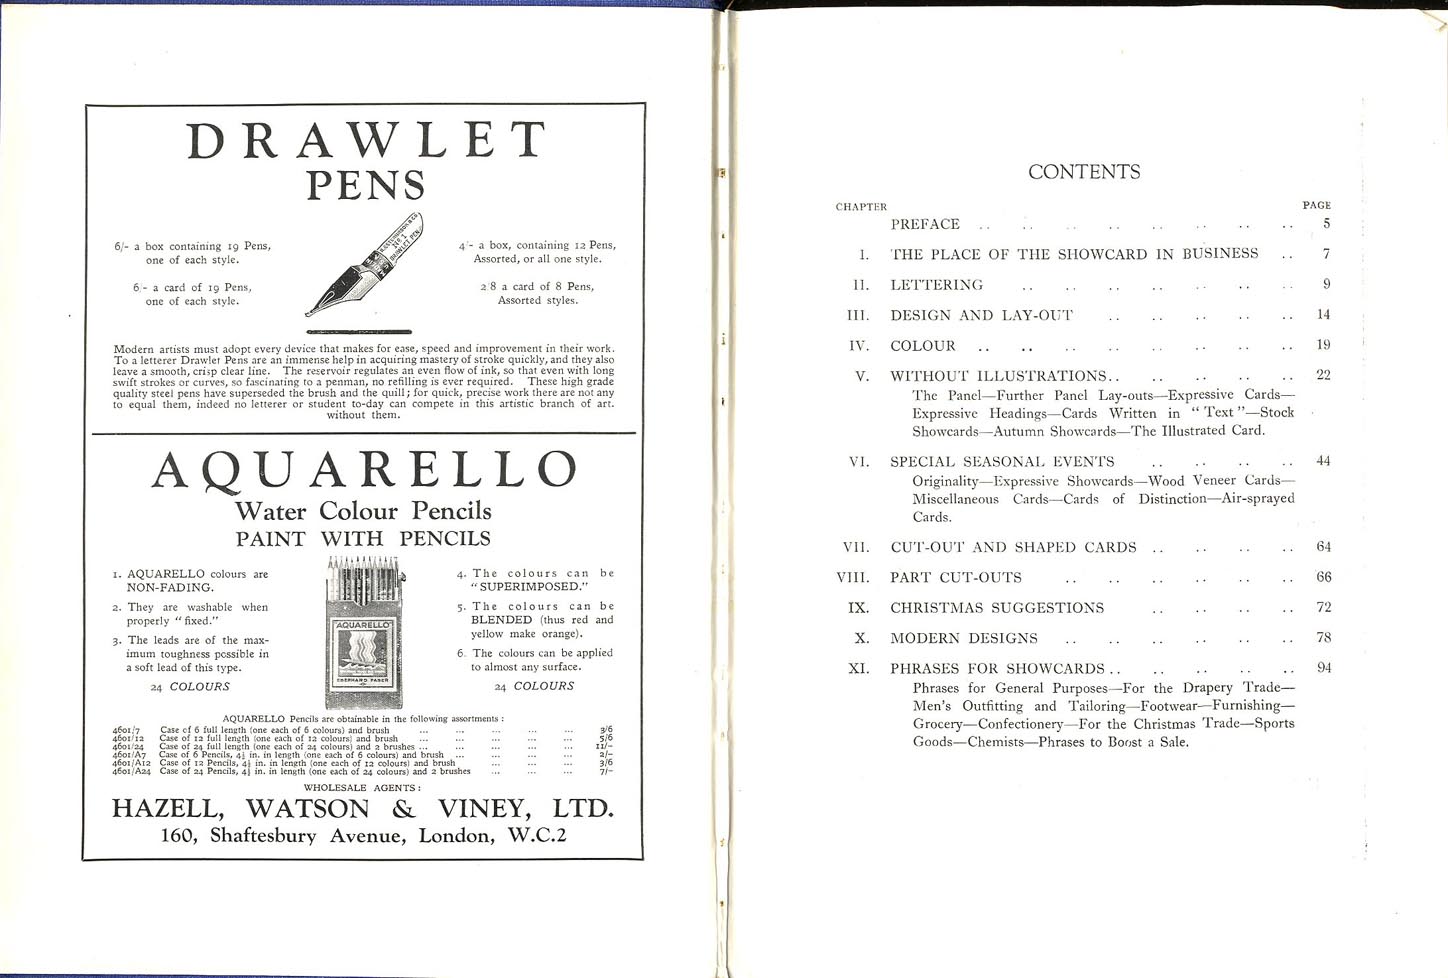 DRAWLET
PENS
6/- a box containing 19 Pens,
one of each style.
6/- a card of 19 Pens,
one of each style.
No 1
DRAWLET PEN
4/- a box, containing 12 Pens,
Assorted, or all one style.
2/8 a card of 8 Pens,
Assorted styles.
Modern artists must adopt every device that makes for ease, speed and improvement in their work.
To a letterer Drawlet Pens are an immense help in acquiring mastery of stroke quickly, and they also
leave a smooth, crisp clear line. The reservoir regulates an even flow of ink, so that even with long
swift strokes or curves, so fascinating to a penman, no refilling is ever required. These high grade
quality steel pens have superseded the brush and the quill; for quick, precise work there are not any
to equal them, indeed no letterer or student to-day can compete in this artistic branch of art.
without them.
AQUARELLO
Water Colour Pencils
PAINT WITH PENCILS
1. AQUARELLO colours are
NON-FADING.
2. They are washable when
properly "fixed."
3. The leads are of the max-
imum toughness possible in
a soft lead of this type.
24 COLOURS
AQUARELLO
EBERHARD FABER
4. The colours can be
"SUPERIMPOSED."
5. The colours can be
BLENDED (thus red and
yellow make orange).
6. The colours can be applied
to almost any surface.
24 COLOURS
AQUARELLO Pencils are obtainable in the following assortments:
4601/7 Case of 6 full length (one each of 6 colours) and brush ... ... ... ... ... 3/6
4601/12 Case of 12 full length (one each of 12 colours) and brush ... ... ... ... ... 5/6
4601/24 Case of 24 full length (one each of 24 colours) and 2 brushes ... ... ... ... ... 11/-
4601/A7 Case of 6 Pencils, 4½ in. in length (one each of 6 colours) and brush ... ... ... ... 2/-
4601/A12 Case of 12 Pencils, 4½ in. in length (one each of 12 colours) and brush ... ... ... 3/6
4601/A24 Case of 24 Pencils, 4½ in. in length (one each of 24 colours) and 2 brushes ... ... ... 7/-
WHOLESALE AGENTS:
HAZELL, WATSON & VINEY, LTD.
160, Shaftesbury Avenue, London, W.C.2
CONTENTS
CHAPTER PAGE
PREFACE .. .. .. .. .. .. .. .. 5
I. THE PLACE OF THE SHOWCARD IN BUSINESS .. 7
II. LETTERING .. .. .. .. .. .. .. 9
III. DESIGN AND LAY-OUT .. .. .. .. .. 14
IV. COLOUR .. .. .. .. .. .. .. .. 19
V. WITHOUT ILLUSTRATIONS.. .. .. .. .. 22
The Panel—Further Panel Lay-outs—Expressive Cards—
Expressive Headings—Cards Written in "Text"—Stock
Showcards—Autumn Showcards—The Illustrated Card.
VI. SPECIAL SEASONAL EVENTS .. .. .. .. 44
Originality—Expressive Showcards—Wood Veneer Cards—
Miscellaneous Cards—Cards of Distinction—Air-sprayed
Cards.
VII. CUT-OUT AND SHAPED CARDS .. .. .. .. 64
VIII. PART CUT-OUTS .. .. .. .. .. .. 66
IX. CHRISTMAS SUGGESTIONS .. .. .. .. 72
X. MODERN DESIGNS .. .. .. .. .. .. 78
XI. PHRASES FOR SHOWCARDS.. .. .. .. .. 94
Phrases for General Purposes—For the Drapery Trade—
Men's Outfitting and Tailoring—Footwear—Furnishing—
Grocery—Confectionery—For the Christmas Trade—Sports
Goods—Chemists—Phrases to Boost a Sale.